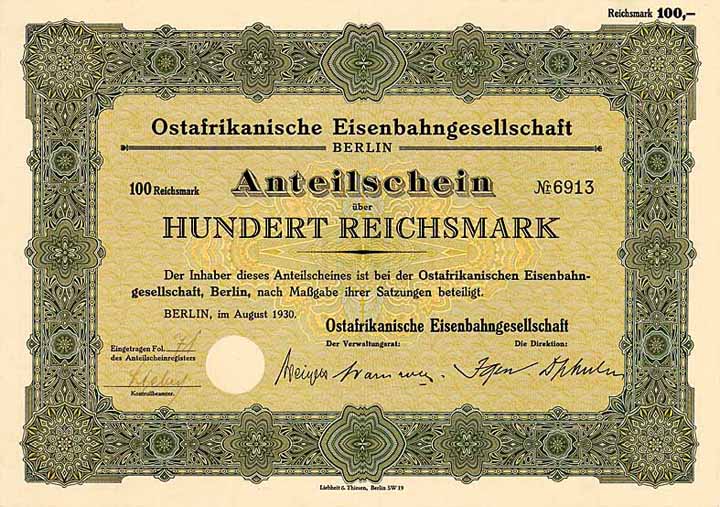 Reichsmark 100,–
Ostafrikanische Eisenbahngesellschaft
BERLIN
100 Reichsmark Anteilschein № 6913
über
HUNDERT REICHSMARK
Der Inhaber dieses Anteilscheines ist bei der Ostafrikanischen Eisenbahn-
gesellschaft, Berlin, nach Maßgabe ihrer Satzungen beteiligt.
BERLIN, im August 1930.
Ostafrikanische Eisenbahngesellschaft
Der Verwaltungsrat: Die Direktion:
Eingetragen Fol.
des Anteilscheinregisters
Kontrollbeamter.
Liebheit & Thiesen, Berlin SW 19